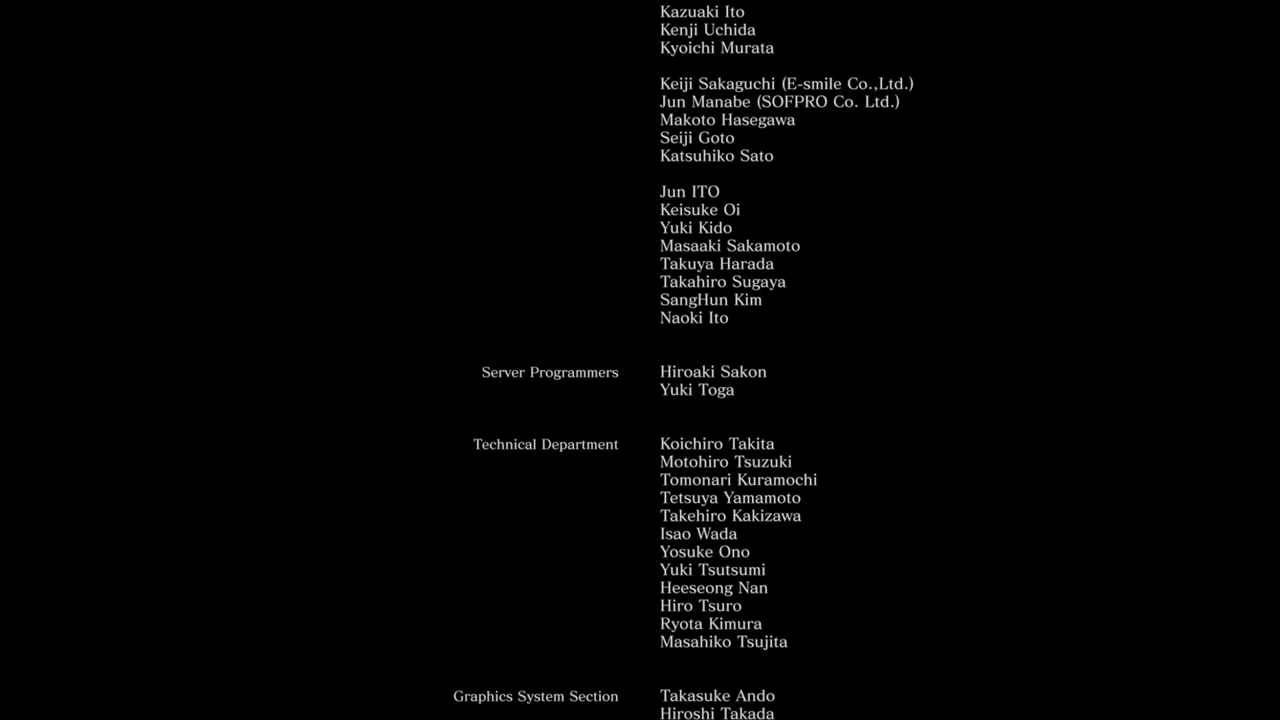 Kazuaki Ito
Kenji Uchida
Kyoichi Murata
Keiji Sakaguchi (E-smile Co.,Ltd.)
Jun Manabe (SOFPRO Co. Ltd.)
Makoto Hasegawa
Seiji Goto
Katsuhiko Sato
Jun ITO
Keisuke Oi
Yuki Kido
Masaaki Sakamoto
Takuya Harada
Takahiro Sugaya
SangHun Kim
Naoki Ito
Server Programmers Hiroaki Sakon
Yuki Toga
Technical Department Koichiro Takita
Motohiro Tsuzuki
Tomonari Kuramochi
Tetsuya Yamamoto
Takehiro Kakizawa
Isao Wada
Yosuke Ono
Yuki Tsutsumi
Heeseong Nan
Hiro Tsuro
Ryota Kimura
Masahiko Tsujita
Graphics System Section Takasuke Ando
Hiroshi Takada